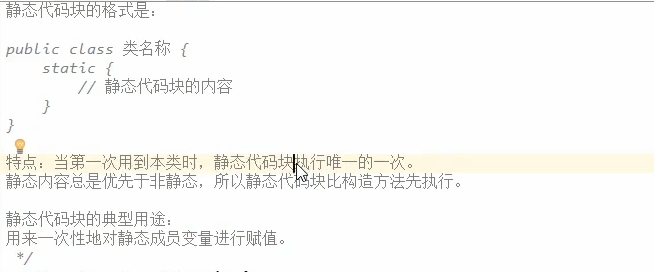 静态代码块的格式是：
public class 类名称 {
static {
// 静态代码块的内容
}
}
特点：当第一次用到本类时，静态代码块执行唯一的一次。
静态内容总是优先于非静态，所以静态代码块比构造方法先执行。
静态代码块的典型用途：
用来一次性地对静态成员变量进行赋值。
*/